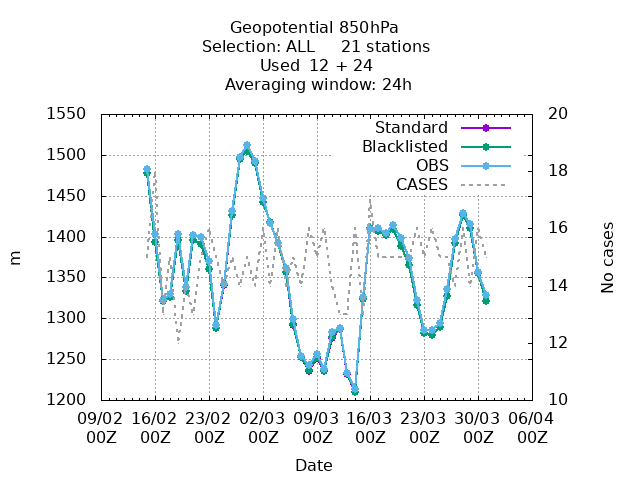 Geopotential 850hPa
Selection: ALL     21 stations
Used  12 + 24
Averaging window: 24h
1550
1500
1450
1400
1350
1300
1250
1200
m
20
18
16
14
12
10
No cases
Standard
Blacklisted
OBS
CASES
09/02 16/02 23/02 02/03 09/03 16/03 23/03 30/03 06/04
00Z 00Z 00Z 00Z 00Z 00Z 00Z 00Z 00Z
Date